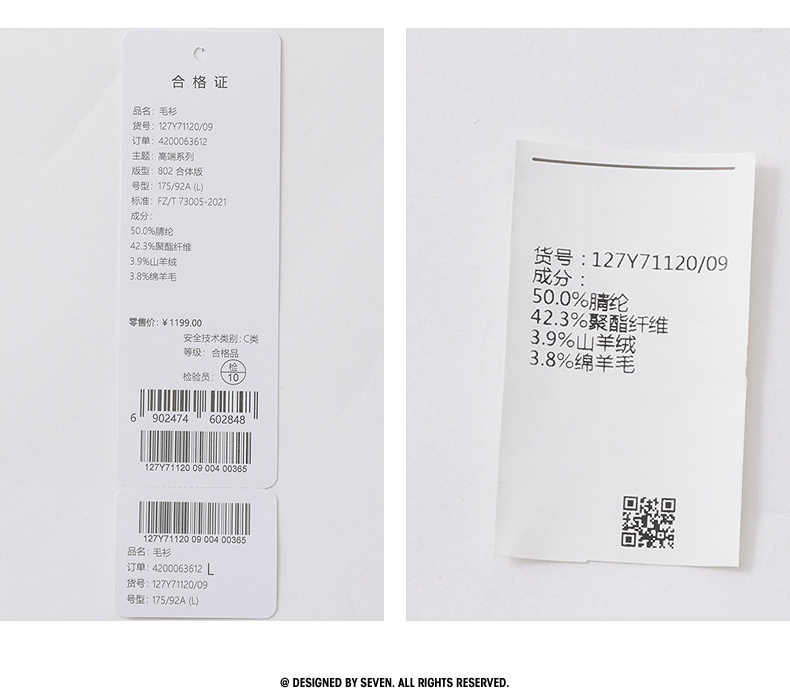 合格证
品名：毛衫
货号：127Y71120/09
订单：4200063612
主题：高端系列
版型：802 合体版
号型：175/92A (L)
标准：FZ/T 73005-2021
成分：
50.0%腈纶
42.3%聚酯纤维
3.9%山羊绒
3.8%绵羊毛
零售价：¥1199.00
安全技术类别：C类
等级：合格品
检验员：检 10
6 902474 602848
127Y71120 09 004 00365
127Y71120 09 004 00365
品名：毛衫
订单：4200063612 L
货号：127Y71120/09
号型：175/92A (L)
货号：127Y71120/09
成分：
50.0%腈纶
42.3%聚酯纤维
3.9%山羊绒
3.8%绵羊毛
@ DESIGNED BY SEVEN. ALL RIGHTS RESERVED.